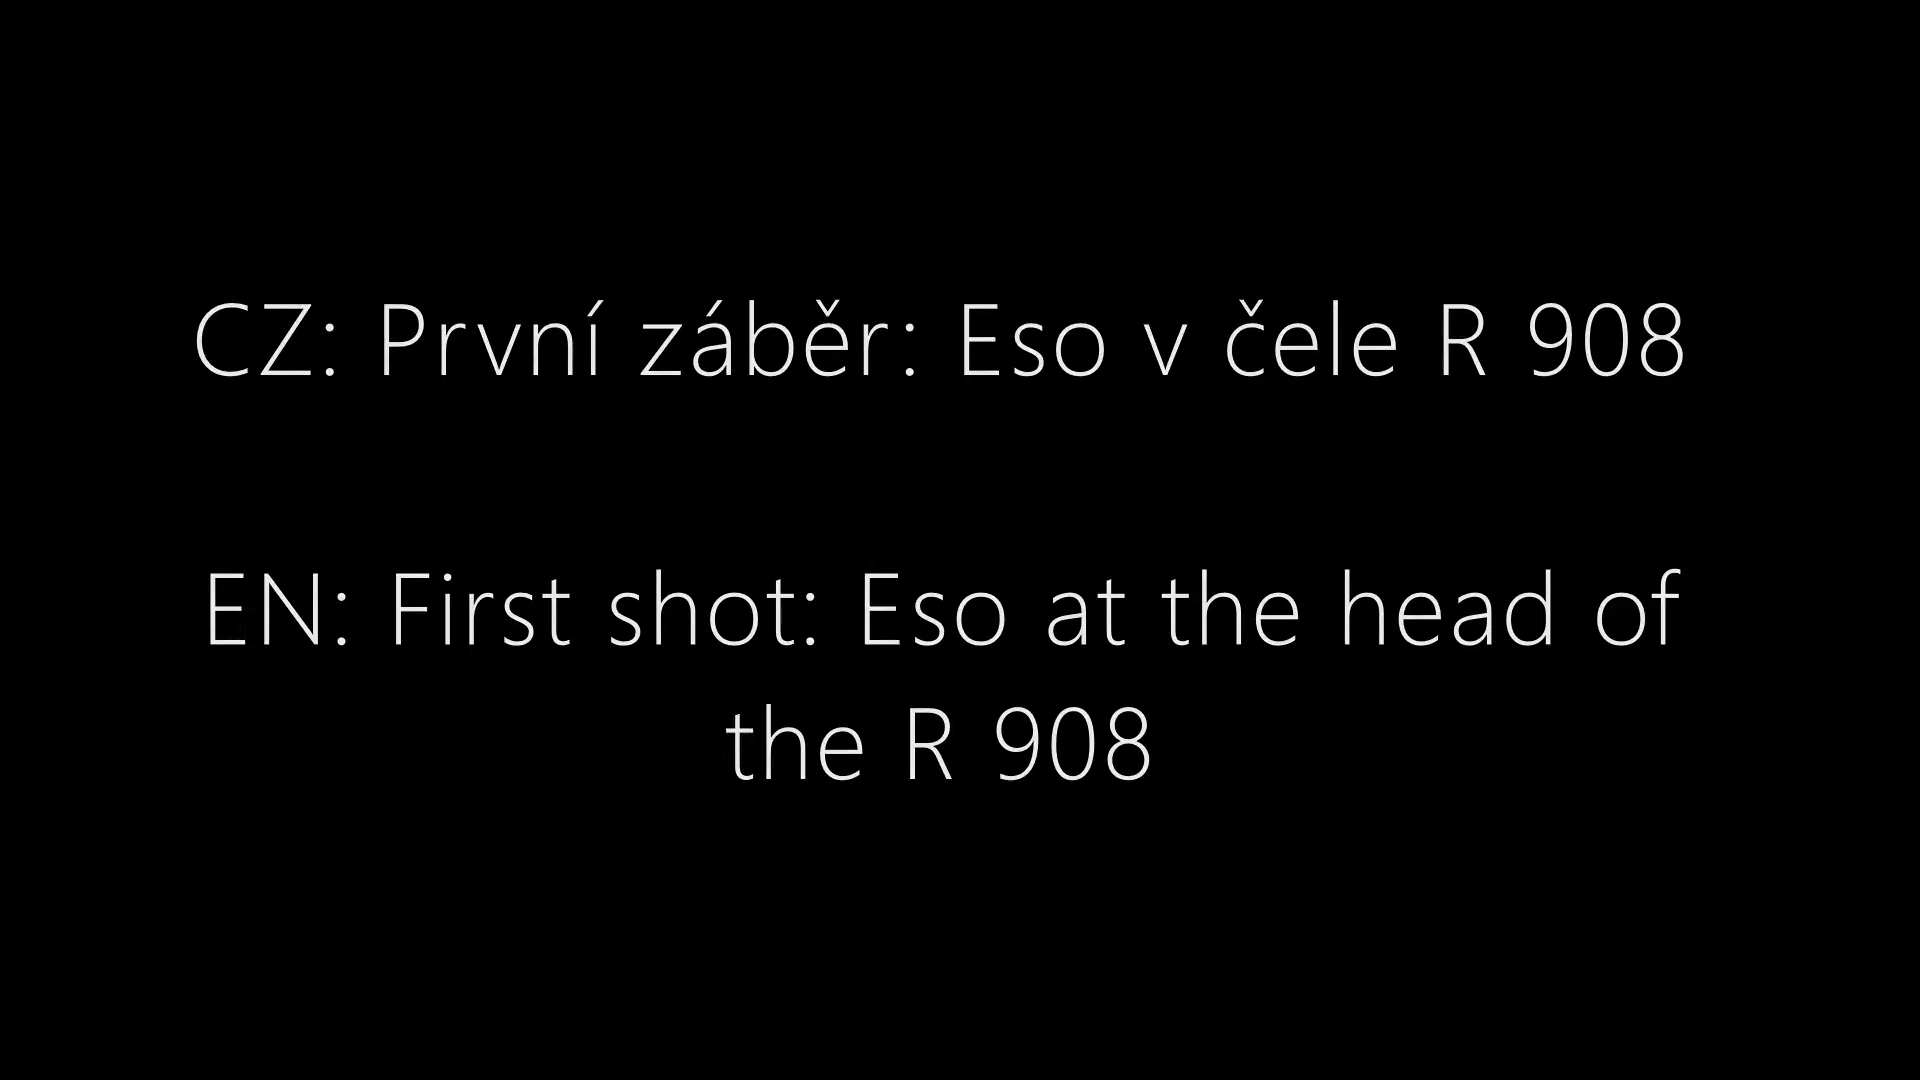 CZ: První záběr: Eso v čele R 908
EN: First shot: Eso at the head of
the R 908